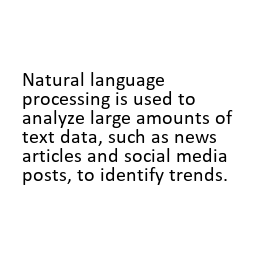 Natural language
processing is used to
analyze large amounts of
text data, such as news
articles and social media
posts, to identify trends.